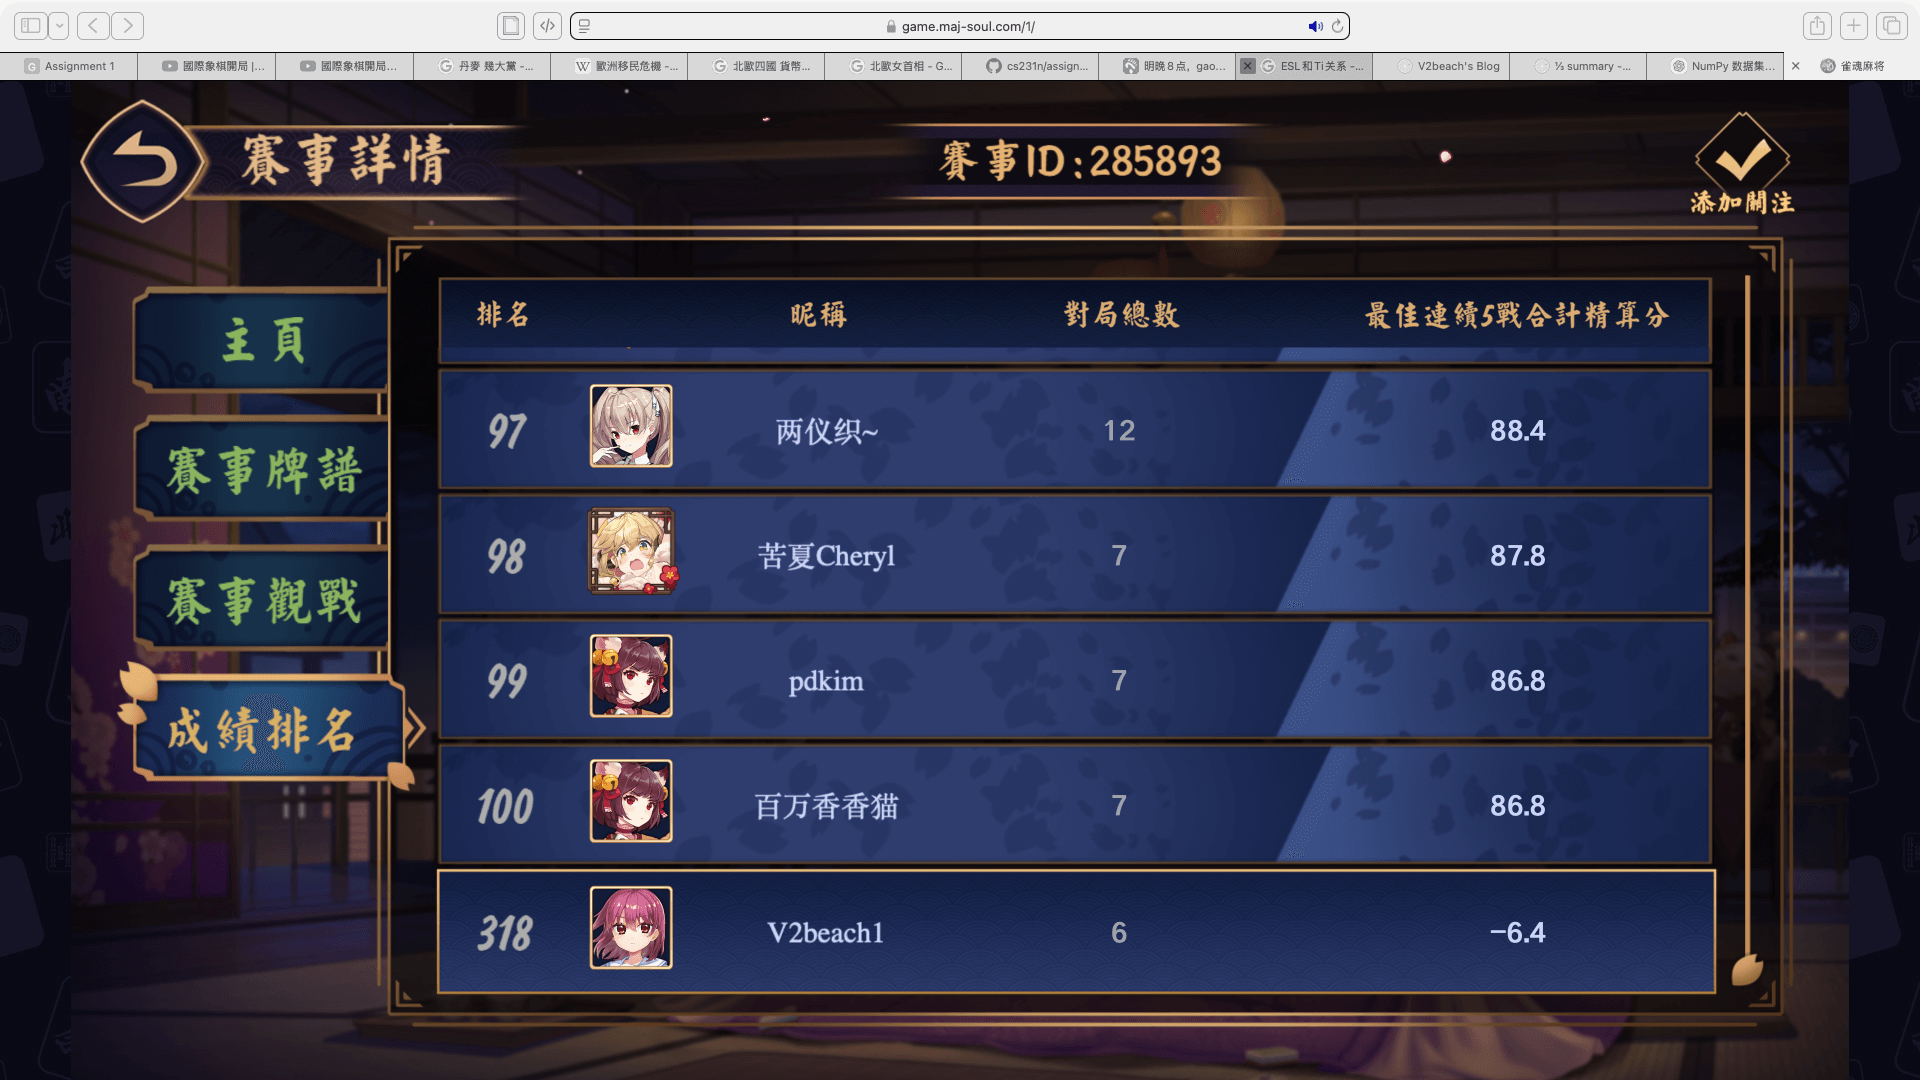 game.maj-soul.com/1/
Assignment 1
國際象棋開局 |...
國際象棋開局...
丹麥 幾大黨 -...
歐洲移民危機 -...
北歐四國 貨幣...
北歐女首相 - G...
cs231n/assign...
明晚 8 点，gao...
ESL 和 Ti 关系 -...
V2beach's Blog
⅓ summary -...
NumPy 数据集...
雀魂麻将
賽事詳情
賽事ID:285893
添加關注
主頁
賽事牌譜
賽事觀戰
成績排名
排名 昵稱 對局總數 最佳連續5戰合計精算分
97 两仪织~ 12 88.4
98 苦夏Cheryl 7 87.8
99 pdkim 7 86.8
100 百万香香猫 7 86.8
318 V2beach1 6 -6.4